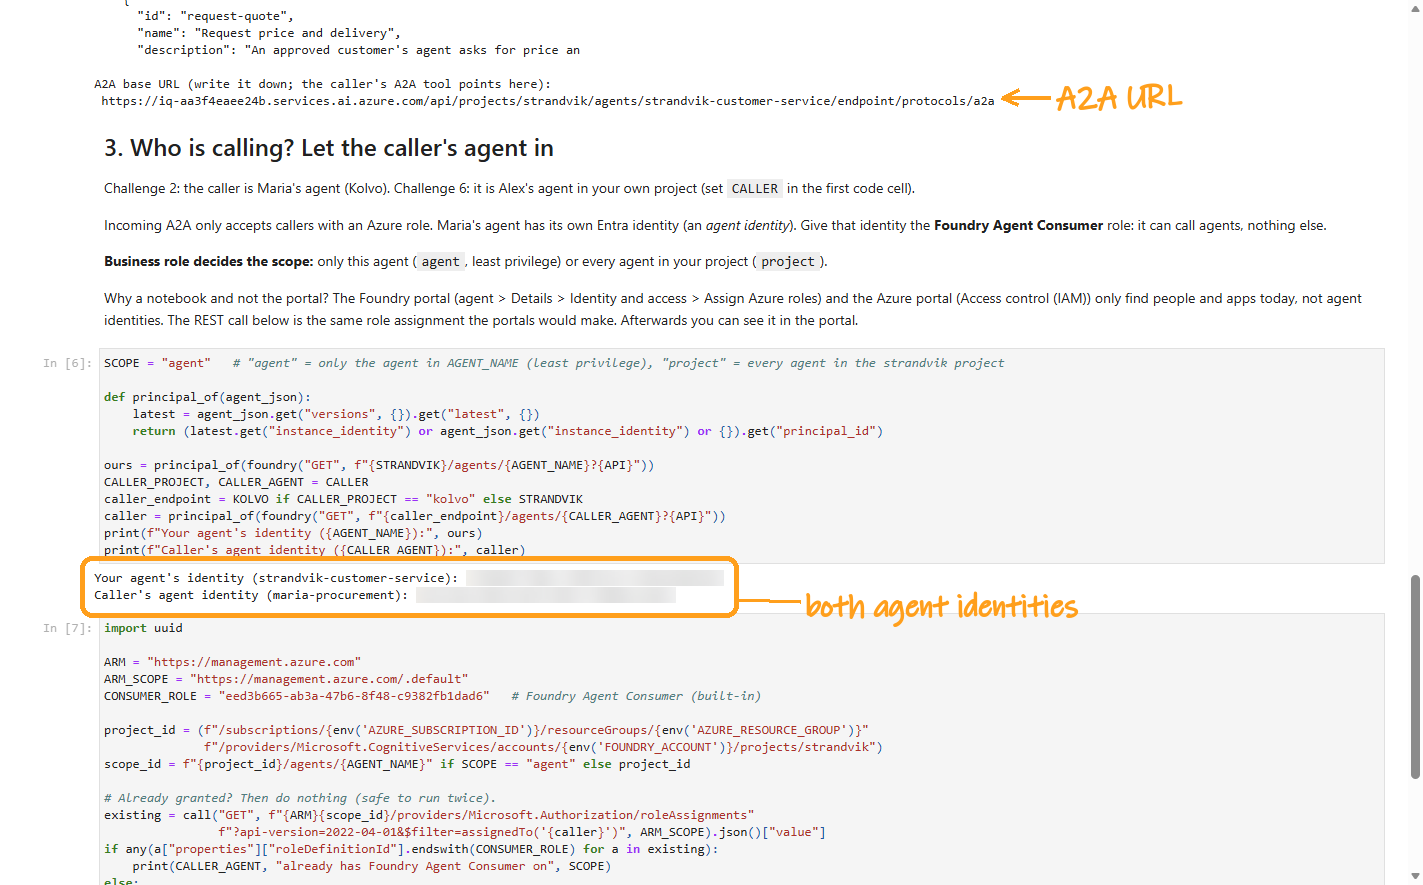 {
"id": "request-quote",
"name": "Request price and delivery",
"description": "An approved customer's agent asks for price an
A2A base URL (write it down; the caller's A2A tool points here):
https://iq-aa3f4eaee24b.services.ai.azure.com/api/projects/strandvik/agents/strandvik-customer-service/endpoint/protocols/a2a
A2A URL
3. Who is calling? Let the caller's agent in
Challenge 2: the caller is Maria's agent (Kolvo). Challenge 6: it is Alex's agent in your own project (set CALLER in the first code cell).
Incoming A2A only accepts callers with an Azure role. Maria's agent has its own Entra identity (an agent identity). Give that identity the Foundry Agent Consumer role: it can call agents, nothing else.
Business role decides the scope: only this agent ( agent, least privilege) or every agent in your project ( project ).
Why a notebook and not the portal? The Foundry portal (agent > Details > Identity and access > Assign Azure roles) and the Azure portal (Access control (IAM)) only find people and apps today, not agent
identities. The REST call below is the same role assignment the portals would make. Afterwards you can see it in the portal.
In [6]:
SCOPE = "agent"   # "agent" = only the agent in AGENT_NAME (least privilege), "project" = every agent in the strandvik project
def principal_of(agent_json):
    latest = agent_json.get("versions", {}).get("latest", {})
    return (latest.get("instance_identity") or agent_json.get("instance_identity") or {}).get("principal_id")
ours = principal_of(foundry("GET", f"{STRANDVIK}/agents/{AGENT_NAME}?{API}"))
CALLER_PROJECT, CALLER_AGENT = CALLER
caller_endpoint = KOLVO if CALLER_PROJECT == "kolvo" else STRANDVIK
caller = principal_of(foundry("GET", f"{caller_endpoint}/agents/{CALLER_AGENT}?{API}"))
print(f"Your agent's identity ({AGENT_NAME}):", ours)
print(f"Caller's agent identity ({CALLER_AGENT}):", caller)
Your agent's identity (strandvik-customer-service):
Caller's agent identity (maria-procurement):
both agent identities
In [7]:
import uuid
ARM = "https://management.azure.com"
ARM_SCOPE = "https://management.azure.com/.default"
CONSUMER_ROLE = "eed3b665-ab3a-47b6-8f48-c9382fb1dad6"   # Foundry Agent Consumer (built-in)
project_id = (f"/subscriptions/{env('AZURE_SUBSCRIPTION_ID')}/resourceGroups/{env('AZURE_RESOURCE_GROUP')}"
              f"/providers/Microsoft.CognitiveServices/accounts/{env('FOUNDRY_ACCOUNT')}/projects/strandvik")
scope_id = f"{project_id}/agents/{AGENT_NAME}" if SCOPE == "agent" else project_id
# Already granted? Then do nothing (safe to run twice).
existing = call("GET", f"{ARM}{scope_id}/providers/Microsoft.Authorization/roleAssignments"
                f"?api-version=2022-04-01&$filter=assignedTo('{caller}')", ARM_SCOPE).json()["value"]
if any(a["properties"]["roleDefinitionId"].endswith(CONSUMER_ROLE) for a in existing):
    print(CALLER_AGENT, "already has Foundry Agent Consumer on", SCOPE)
else: